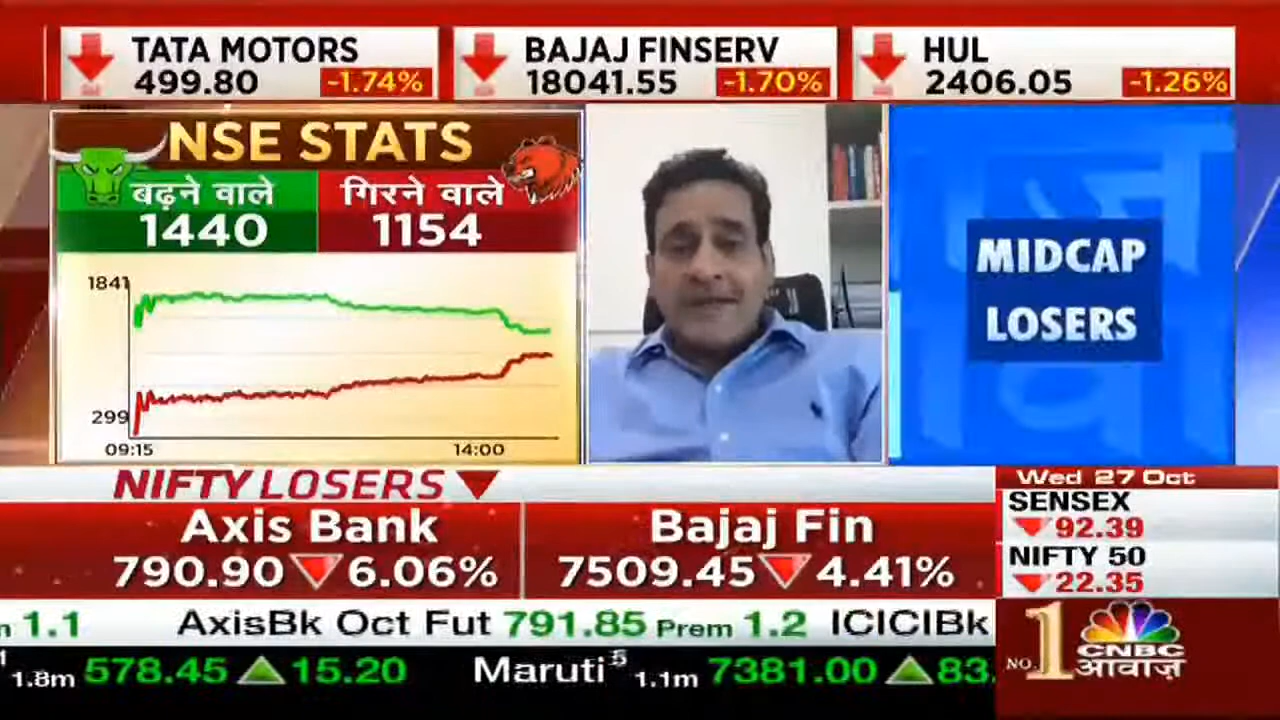 TATA MOTORS
499.80 -1.74%
BAJAJ FINSERV
18041.55 -1.70%
HUL
2406.05 -1.26%
NSE STATS
बढ़ने वाले
1440
गिरने वाले
1154
1841
299
09:15 14:00
MIDCAP
LOSERS
NIFTY LOSERS
Axis Bank
790.90 6.06%
Bajaj Fin
7509.45 4.41%
Wed 27 Oct
SENSEX
92.39
NIFTY 50
22.35
1.1 AxisBk Oct Fut 791.85 Prem 1.2 ICICIBk
1.8m 578.45 15.20 Maruti 5 1.1m 7381.00 83.
NO.1 CNBC
आवाज़